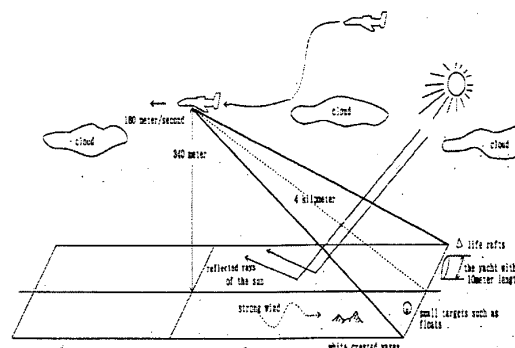 cloud
180 meter/second
cloud
cloud
340 meter
4 kilometer
reflected rays
of the sun
life rafts
the yacht with
10meter length
small targets such as
floats
strong wind
white crested waves